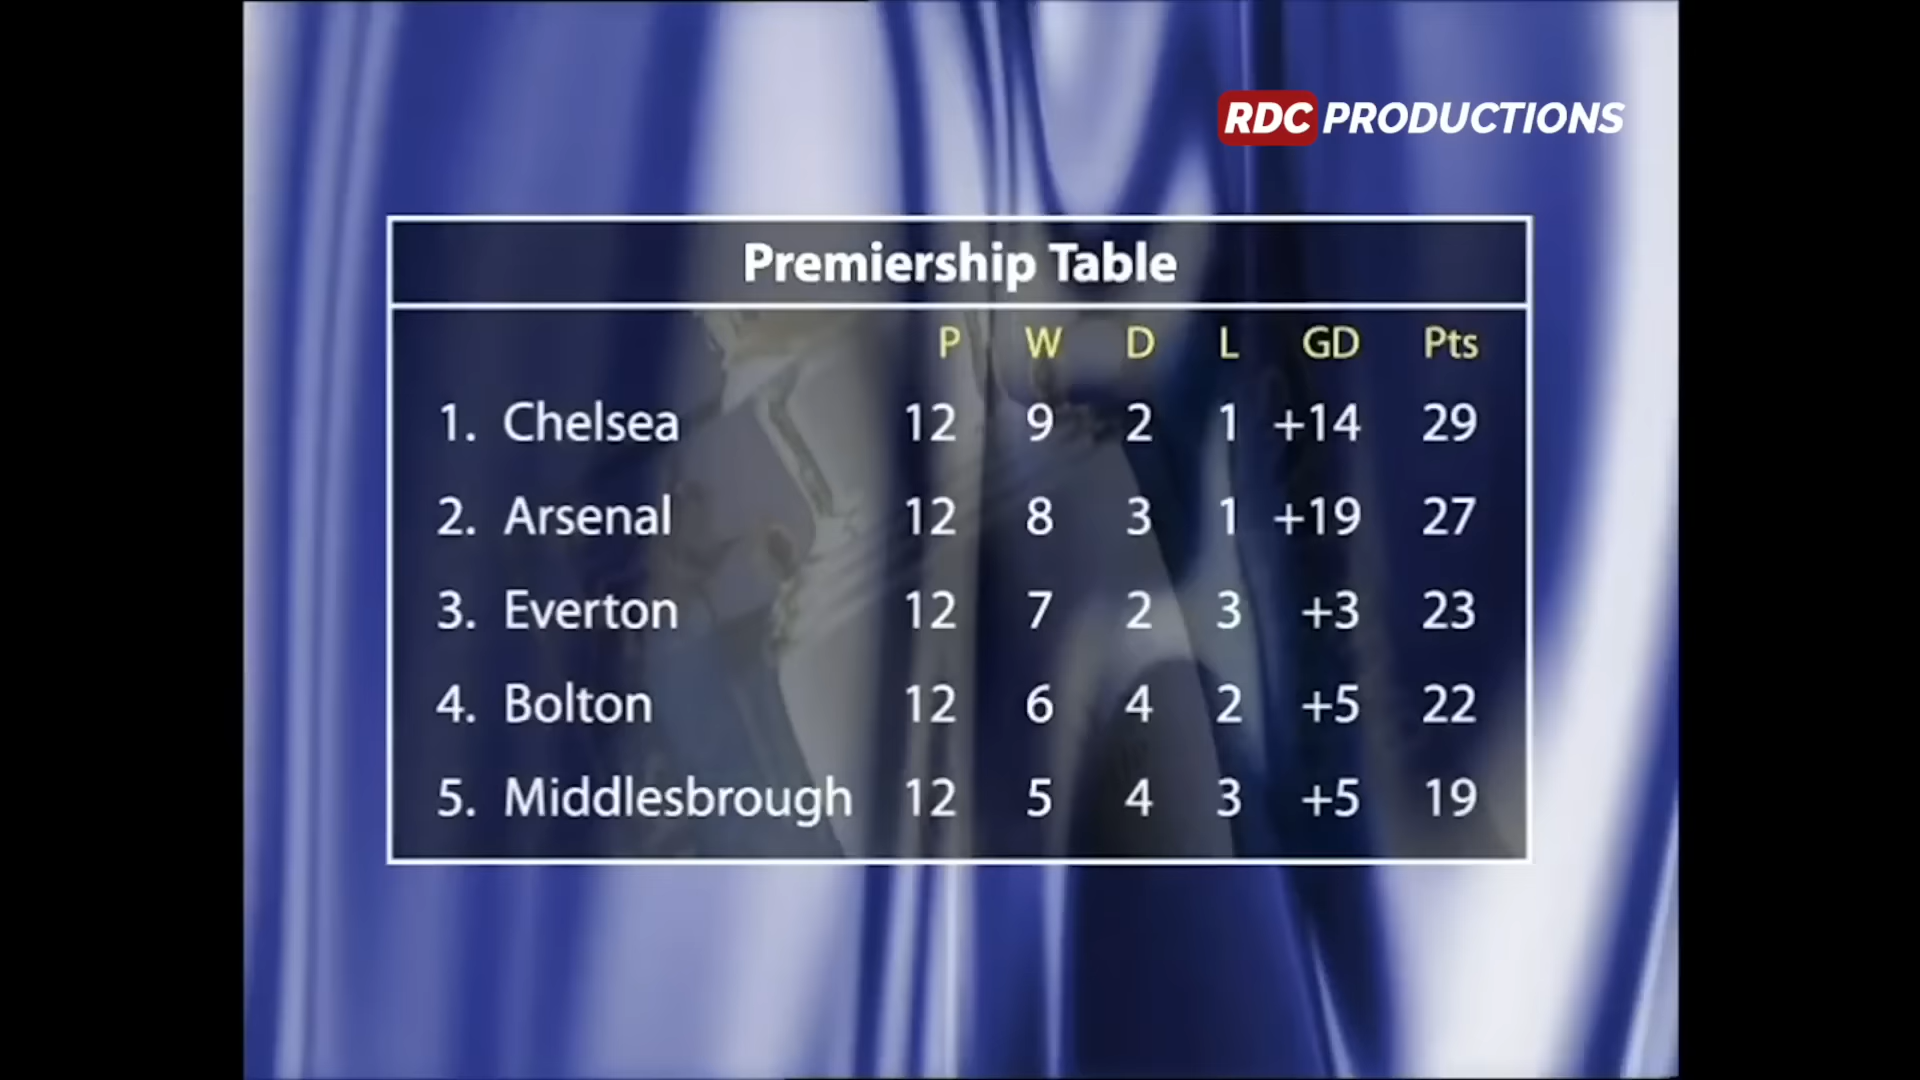 RDC PRODUCTIONS
Premiership Table
P W D L GD Pts
1. Chelsea 12 9 2 1 +14 29
2. Arsenal 12 8 3 1 +19 27
3. Everton 12 7 2 3 +3 23
4. Bolton 12 6 4 2 +5 22
5. Middlesbrough 12 5 4 3 +5 19